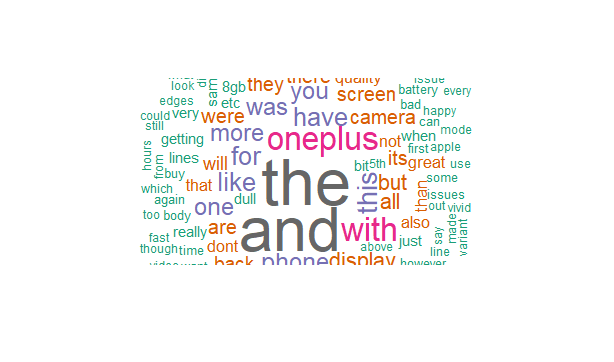 look
8gb
sam
they
there
quality
issue
edges
etc
you
screen
battery
every
could
very
were
was
have
camera
bad
happy
can
still
getting
more
oneplus
not
when
mode
hours
from
lines
will
for
the
bit
5th
its
great
first
apple
use
buy
which
that
like
this
but
than
some
again
one
dull
all
issues
out
vivid
too
body
are
and
with
also
say
made
variant
fast
really
dont
above
just
line
though
time
back
phone
display
however
video
want